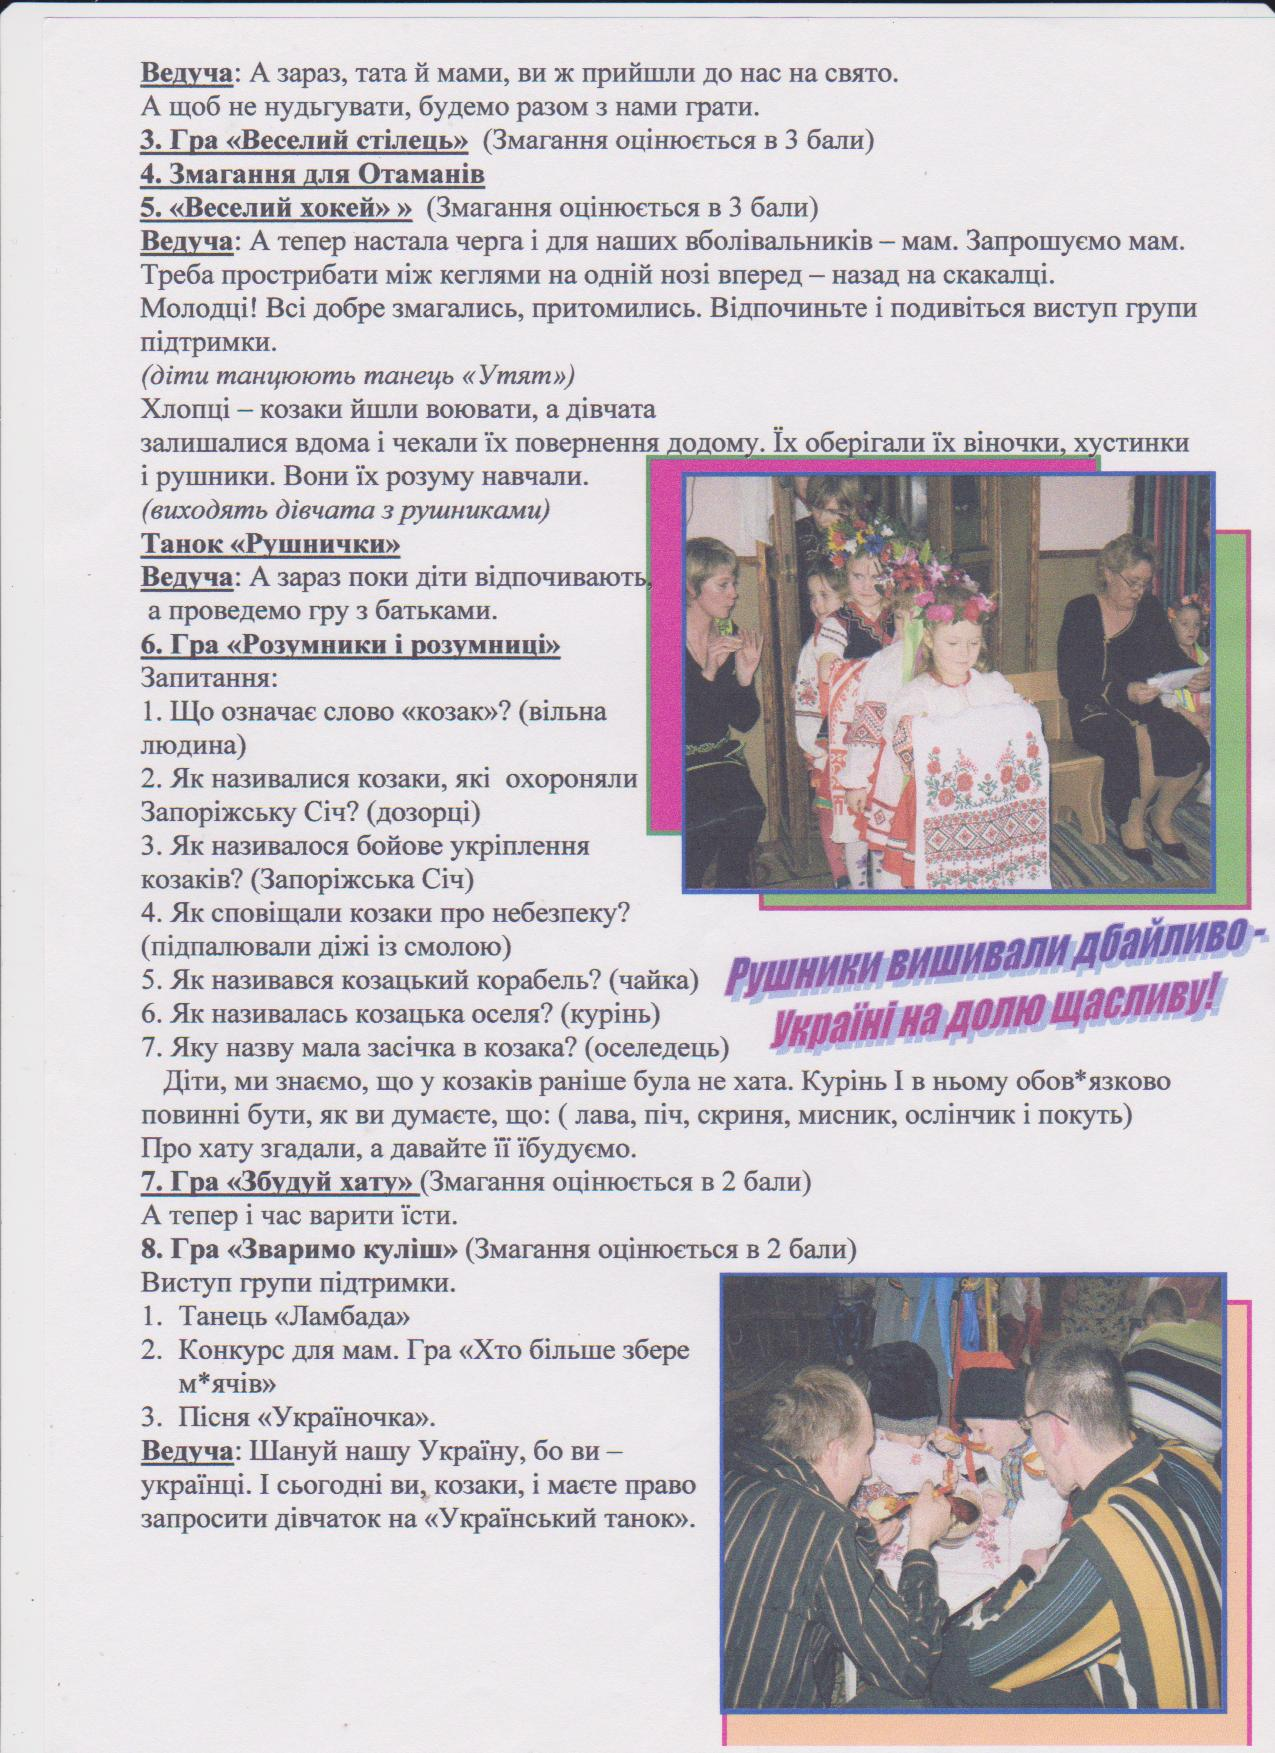 Ведуча: А зараз, тата й мами, ви ж прийшли до нас на свято.
А щоб не нудьгувати, будемо разом з нами грати.
3. Гра «Веселий стілець»  (Змагання оцінюється в 3 бали)
4. Змагання для Отаманів
5. «Веселий хокей» »  (Змагання оцінюється в 3 бали)
Ведуча: А тепер настала черга і для наших вболівальників – мам. Запрошуємо мам.
Треба прострибати між кеглями на одній нозі вперед – назад на скакалці.
Молодці! Всі добре змагались, притомились. Відпочиньте і подивіться виступ групи
підтримки.
(діти танцюють танець «Утят»)
Хлопці – козаки йшли воювати, а дівчата
залишалися вдома і чекали їх повернення додому. Їх оберігали їх віночки, хустинки
і рушники. Вони їх розуму навчали.
(виходять дівчата з рушниками)
Танок «Рушнички»
Ведуча: А зараз поки діти відпочивають,
а проведемо гру з батьками.
6. Гра «Розумники і розумниці»
Запитання:
1. Що означає слово «козак»? (вільна
людина)
2. Як називалися козаки, які  охороняли
Запоріжську Січ? (дозорці)
3. Як називалося бойове укріплення
козаків? (Запоріжська Січ)
4. Як сповіщали козаки про небезпеку?
(підпалювали діжі із смолою)
5. Як називався козацький корабель? (чайка)
6. Як називалась козацька оселя? (курінь)
7. Яку назву мала засічка в козака? (оселедець)
Рушники вишивали дбайливо -
Україні на долю щасливу!
Діти, ми знаємо, що у козаків раніше була не хата. Курінь І в ньому обов*язково
повинні бути, як ви думаєте, що: ( лава, піч, скриня, мисник, ослінчик і покуть)
Про хату згадали, а давайте її їбудуємо.
7. Гра «Збудуй хату» (Змагання оцінюється в 2 бали)
А тепер і час варити їсти.
8. Гра «Зваримо куліш» (Змагання оцінюється в 2 бали)
Виступ групи підтримки.
1.  Танець «Ламбада»
2.  Конкурс для мам. Гра «Хто більше збере
м*ячів»
3.  Пісня «Україночка».
Ведуча: Шануй нашу Україну, бо ви –
українці. І сьогодні ви, козаки, і маєте право
запросити дівчаток на «Український танок».